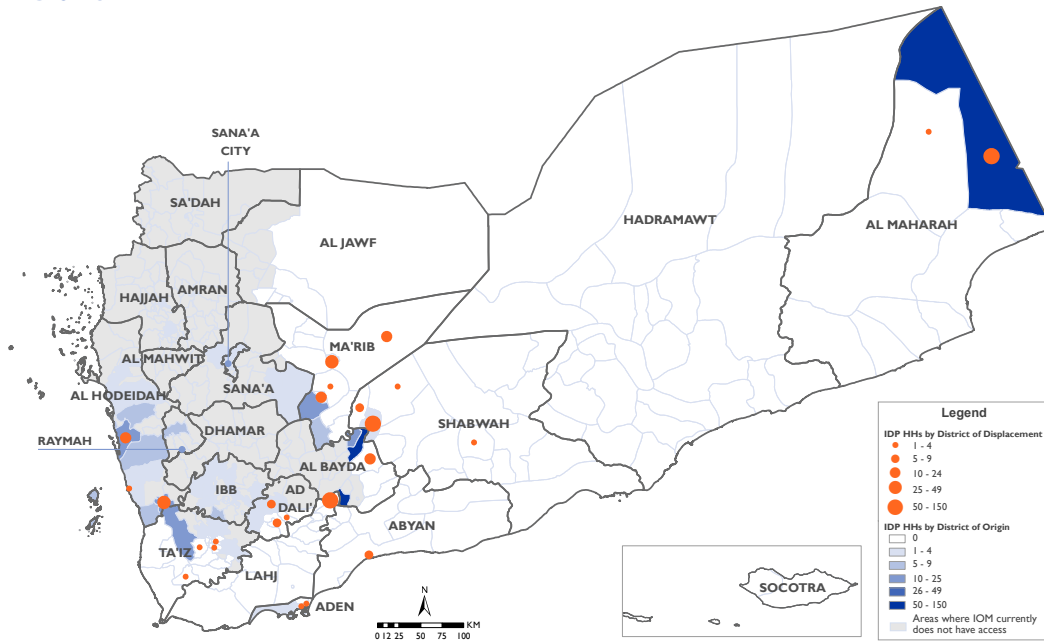 SANA'A
CITY
SA'DAH
AL JAWF
HADRAMAWT
AL MAHARAH
HAJJAH
AMRAN
MA'RIB
AL MAHWIT
SANA'A
AL HODEIDAH
SHABWAH
DHAMAR
RAYMAH
AL BAYDA
IBB
AD
DALI'
ABYAN
TA'IZ
LAHJ
SOCOTRA
ADEN
N
KM
0 12 25 50 75 100
Legend
IDP HHs by District of Displacement
1 - 4
5 - 9
10 - 24
25 - 49
50 - 150
IDP HHs by District of Origin
0
1 - 4
5 - 9
10 - 25
26 - 49
50 - 150
Areas where IOM currently
does not have access